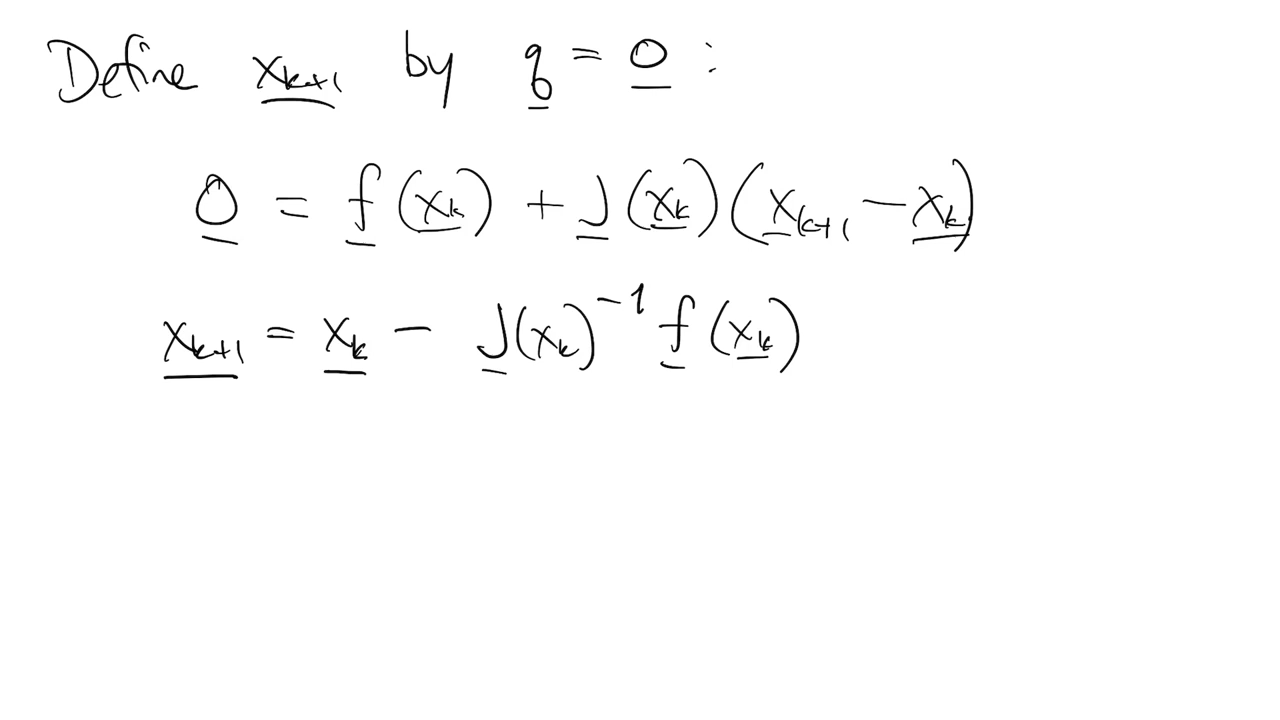 Define x_{k+1} by q = 0 :
0 = f(x_k) + J(x_k)(x_{k+1} - x_k)
x_{k+1} = x_k - J(x_k)^{-1} f(x_k)